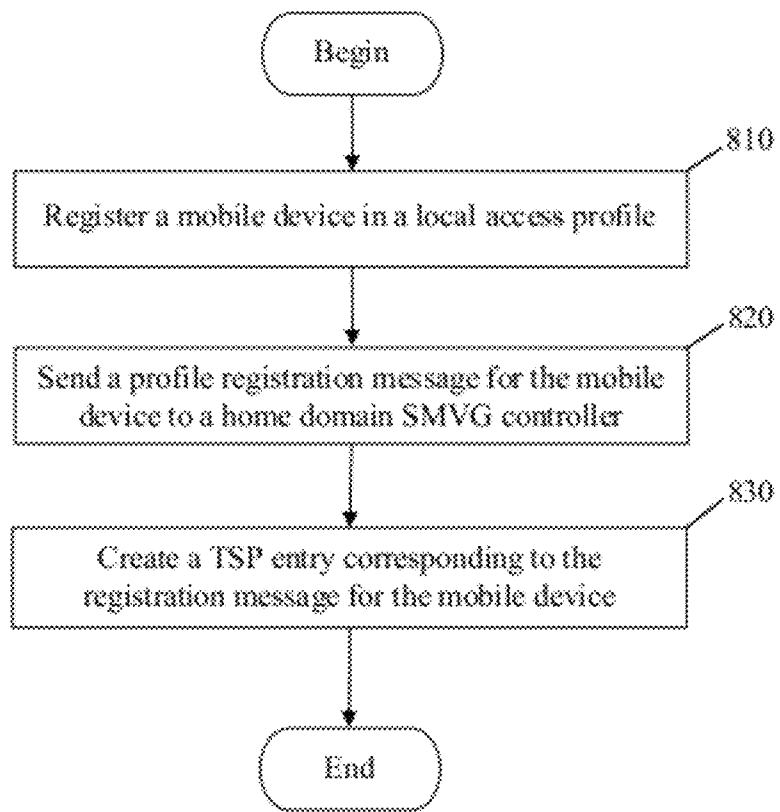 Begin
810
Register a mobile device in a local access profile
820
Send a profile registration message for the mobile
device to a home domain SMVG controller
830
Create a TSP entry corresponding to the
registration message for the mobile device
End